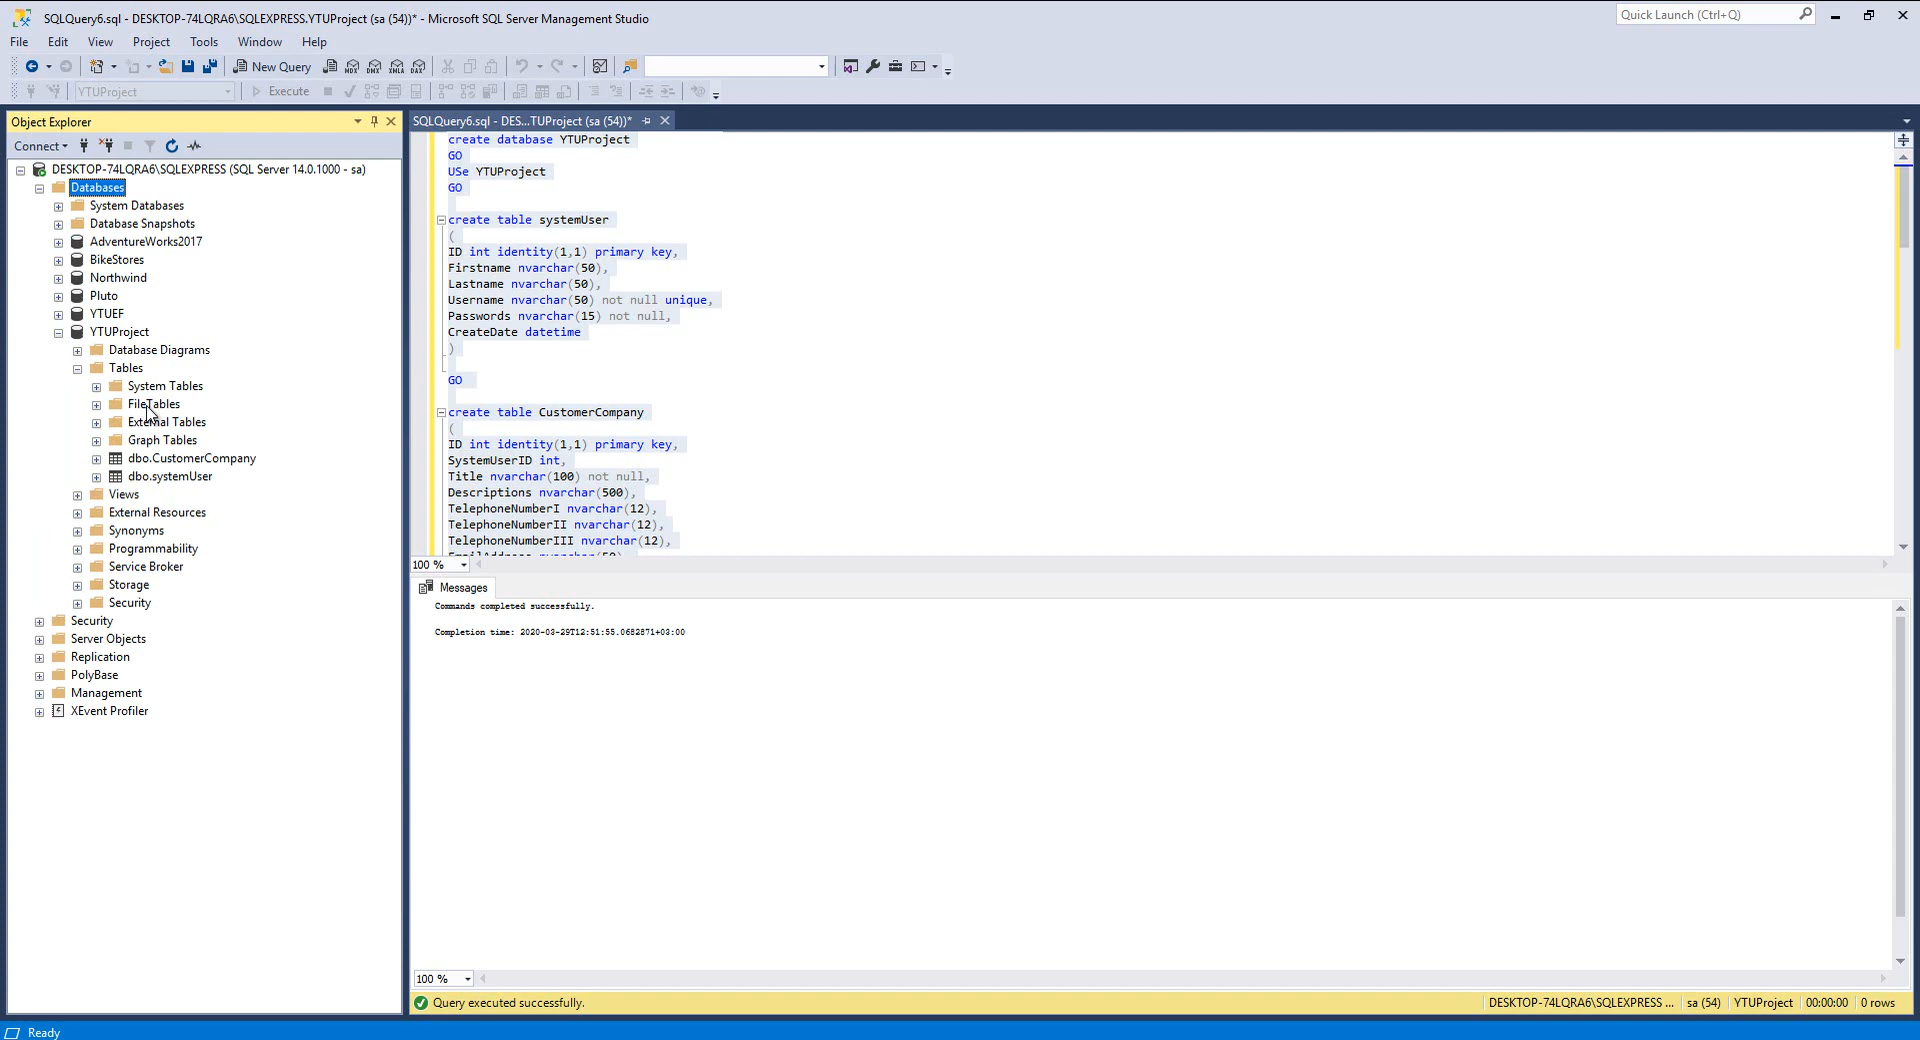 SQLQuery6.sql - DESKTOP-74LQRA6\SQLEXPRESS.YTUProject (sa (54))* - Microsoft SQL Server Management Studio
Quick Launch (Ctrl+Q)
File Edit View Project Tools Window Help
New Query MDX DMX XMLA DAX
YTUProject Execute
Object Explorer
Connect
DESKTOP-74LQRA6\SQLEXPRESS (SQL Server 14.0.1000 - sa)
Databases
System Databases
Database Snapshots
AdventureWorks2017
BikeStores
Northwind
Pluto
YTUEF
YTUProject
Database Diagrams
Tables
System Tables
FileTables
External Tables
Graph Tables
dbo.CustomerCompany
dbo.systemUser
Views
External Resources
Synonyms
Programmability
Service Broker
Storage
Security
Security
Server Objects
Replication
PolyBase
Management
XEvent Profiler
SQLQuery6.sql - DES...TUProject (sa (54))*
create database YTUProject
GO
USe YTUProject
GO
create table systemUser
(
ID int identity(1,1) primary key,
Firstname nvarchar(50),
Lastname nvarchar(50),
Username nvarchar(50) not null unique,
Passwords nvarchar(15) not null,
CreateDate datetime
)
GO
create table CustomerCompany
(
ID int identity(1,1) primary key,
SystemUserID int,
Title nvarchar(100) not null,
Descriptions nvarchar(500),
TelephoneNumberI nvarchar(12),
TelephoneNumberII nvarchar(12),
TelephoneNumberIII nvarchar(12),
100 %
Messages
Commands completed successfully.
Completion time: 2020-03-29T12:51:55.0682871+03:00
100 %
Query executed successfully.
DESKTOP-74LQRA6\SQLEXPRESS ... sa (54) YTUProject 00:00:00 0 rows
Ready